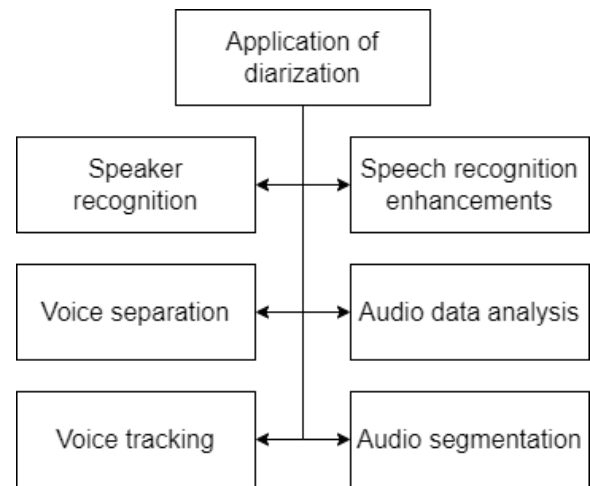 Application of
diarization
Speaker
recognition
Speech recognition
enhancements
Voice separation
Audio data analysis
Voice tracking
Audio segmentation